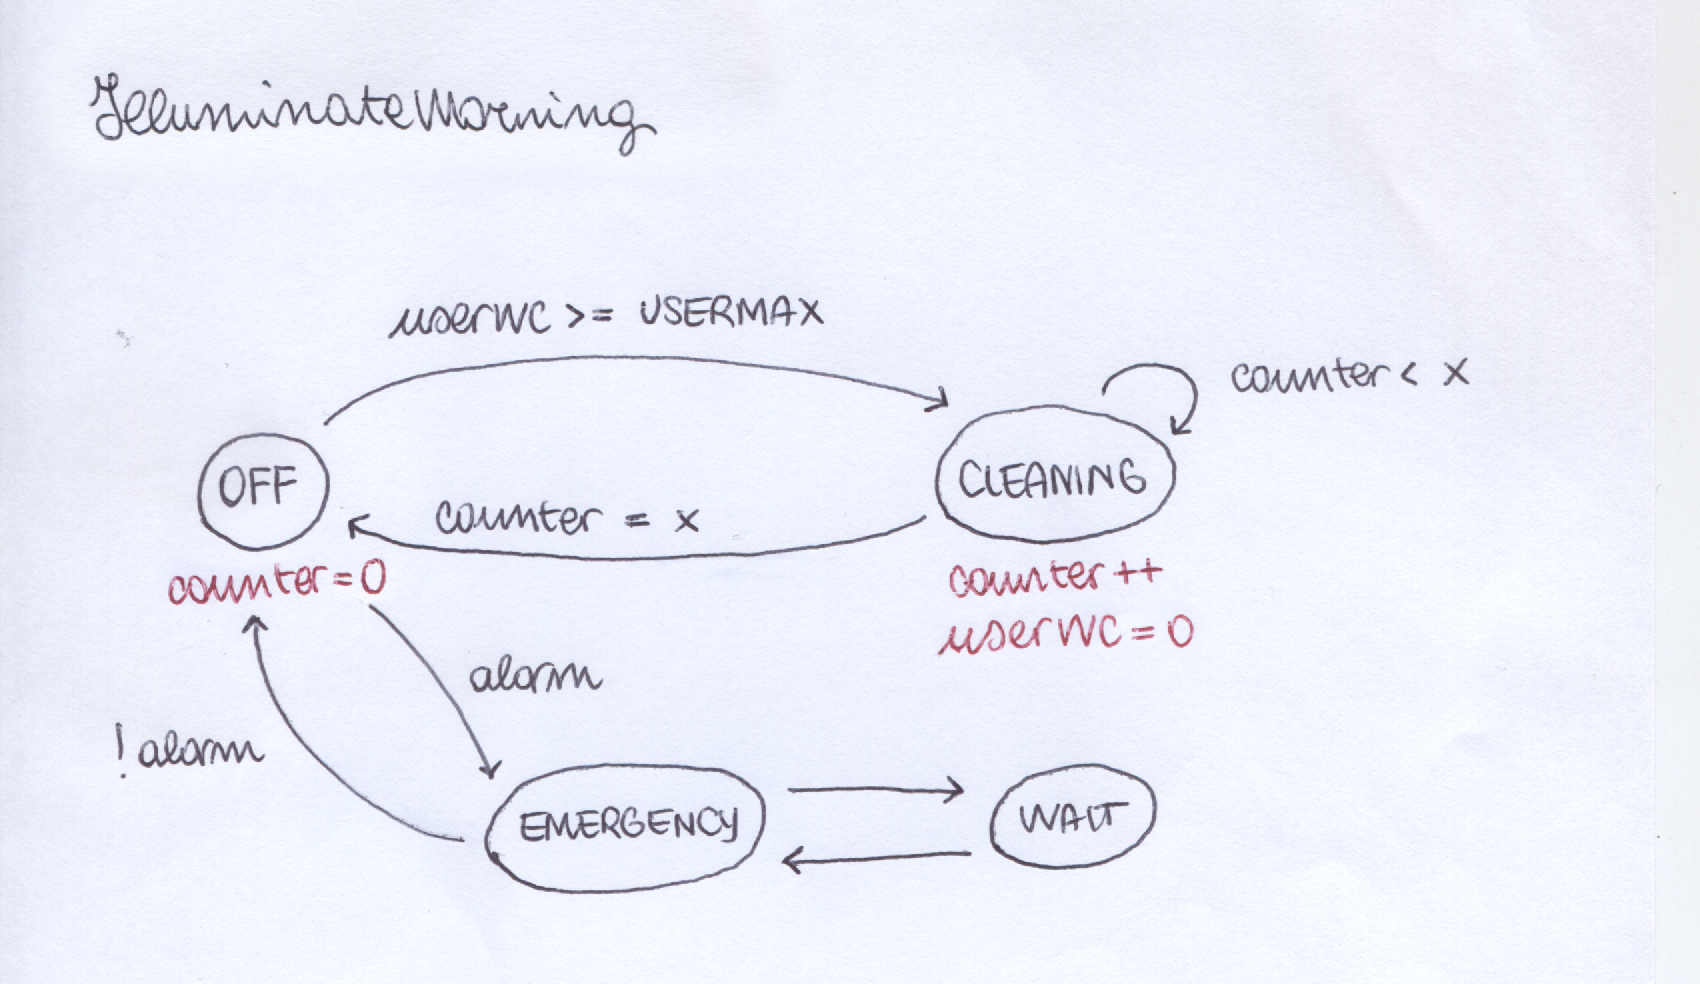 IlluminateMorning
userWC >= USERMAX
counter < x
OFF
CLEANING
counter = x
counter=0
counter ++
userWC = 0
alarm
! alarm
EMERGENCY
WAIT